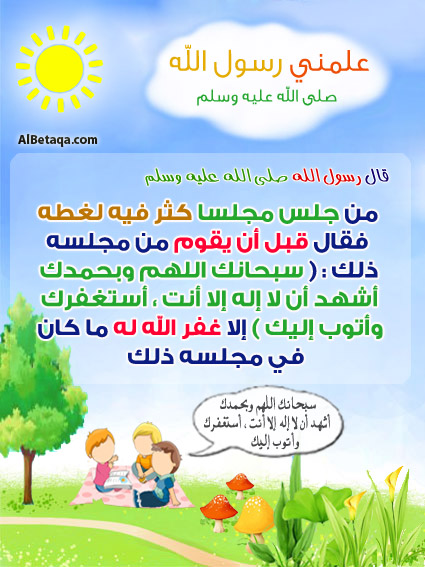 علمني رسول الله
صلى الله عليه وسلم
AlBetaqa.com
قال رسول الله صلى الله عليه وسلم
من جلس مجلسا كثر فيه لغطه
فقال قبل أن يقوم من مجلسه
ذلك : ( سبحانك اللهم وبحمدك
أشهد أن لا إله إلا أنت ، أستغفرك
وأتوب إليك ) إلا غفر الله له ما كان
في مجلسه ذلك
سبحانك اللهم وبحمدك
أشهد أن لا إله إلا أنت ، أستغفرك
وأتوب إليك